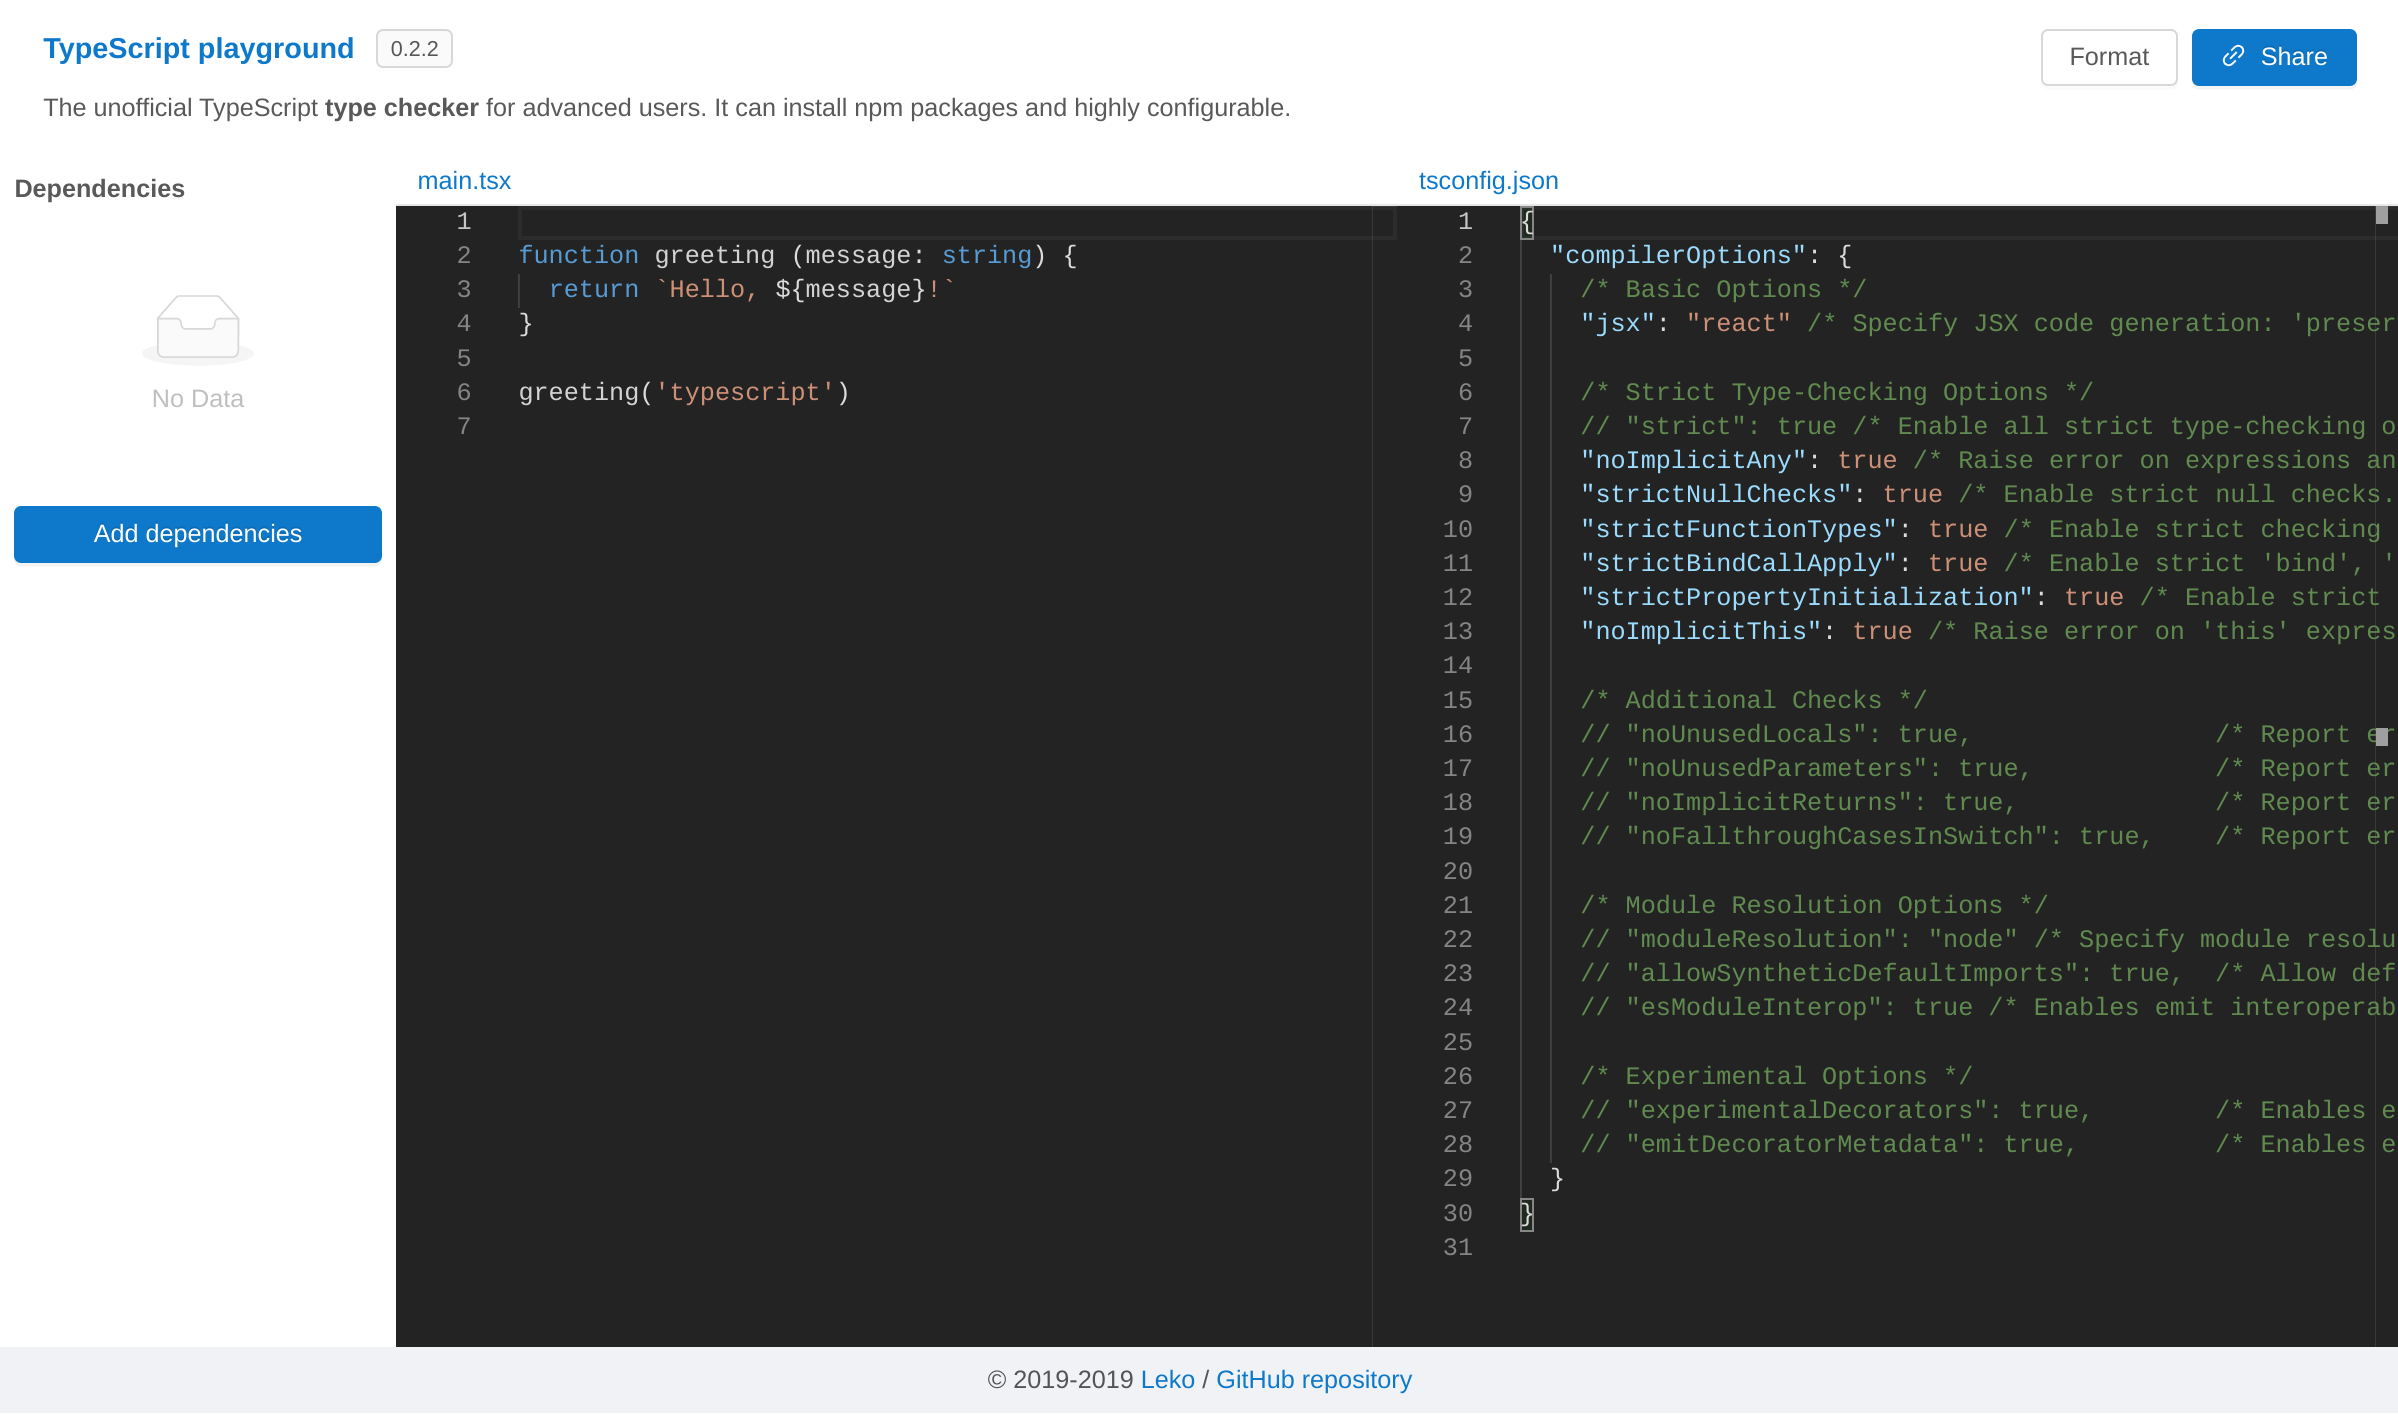 TypeScript playground 0.2.2
Format
Share
The unofficial TypeScript type checker for advanced users. It can install npm packages and highly configurable.
Dependencies
No Data
Add dependencies
main.tsx
1
2 function greeting (message: string) {
3   return `Hello, ${message}!`
4 }
5
6 greeting('typescript')
7
tsconfig.json
1 {
2   "compilerOptions": {
3     /* Basic Options */
4     "jsx": "react" /* Specify JSX code generation: 'preser
5
6     /* Strict Type-Checking Options */
7     // "strict": true /* Enable all strict type-checking o
8     "noImplicitAny": true /* Raise error on expressions an
9     "strictNullChecks": true /* Enable strict null checks.
10     "strictFunctionTypes": true /* Enable strict checking
11     "strictBindCallApply": true /* Enable strict 'bind', '
12     "strictPropertyInitialization": true /* Enable strict
13     "noImplicitThis": true /* Raise error on 'this' expres
14
15     /* Additional Checks */
16     // "noUnusedLocals": true,                /* Report er
17     // "noUnusedParameters": true,            /* Report er
18     // "noImplicitReturns": true,             /* Report er
19     // "noFallthroughCasesInSwitch": true,    /* Report er
20
21     /* Module Resolution Options */
22     // "moduleResolution": "node" /* Specify module resolu
23     // "allowSyntheticDefaultImports": true,  /* Allow def
24     // "esModuleInterop": true /* Enables emit interoperab
25
26     /* Experimental Options */
27     // "experimentalDecorators": true,        /* Enables e
28     // "emitDecoratorMetadata": true,         /* Enables e
29   }
30 }
31
© 2019-2019 Leko / GitHub repository